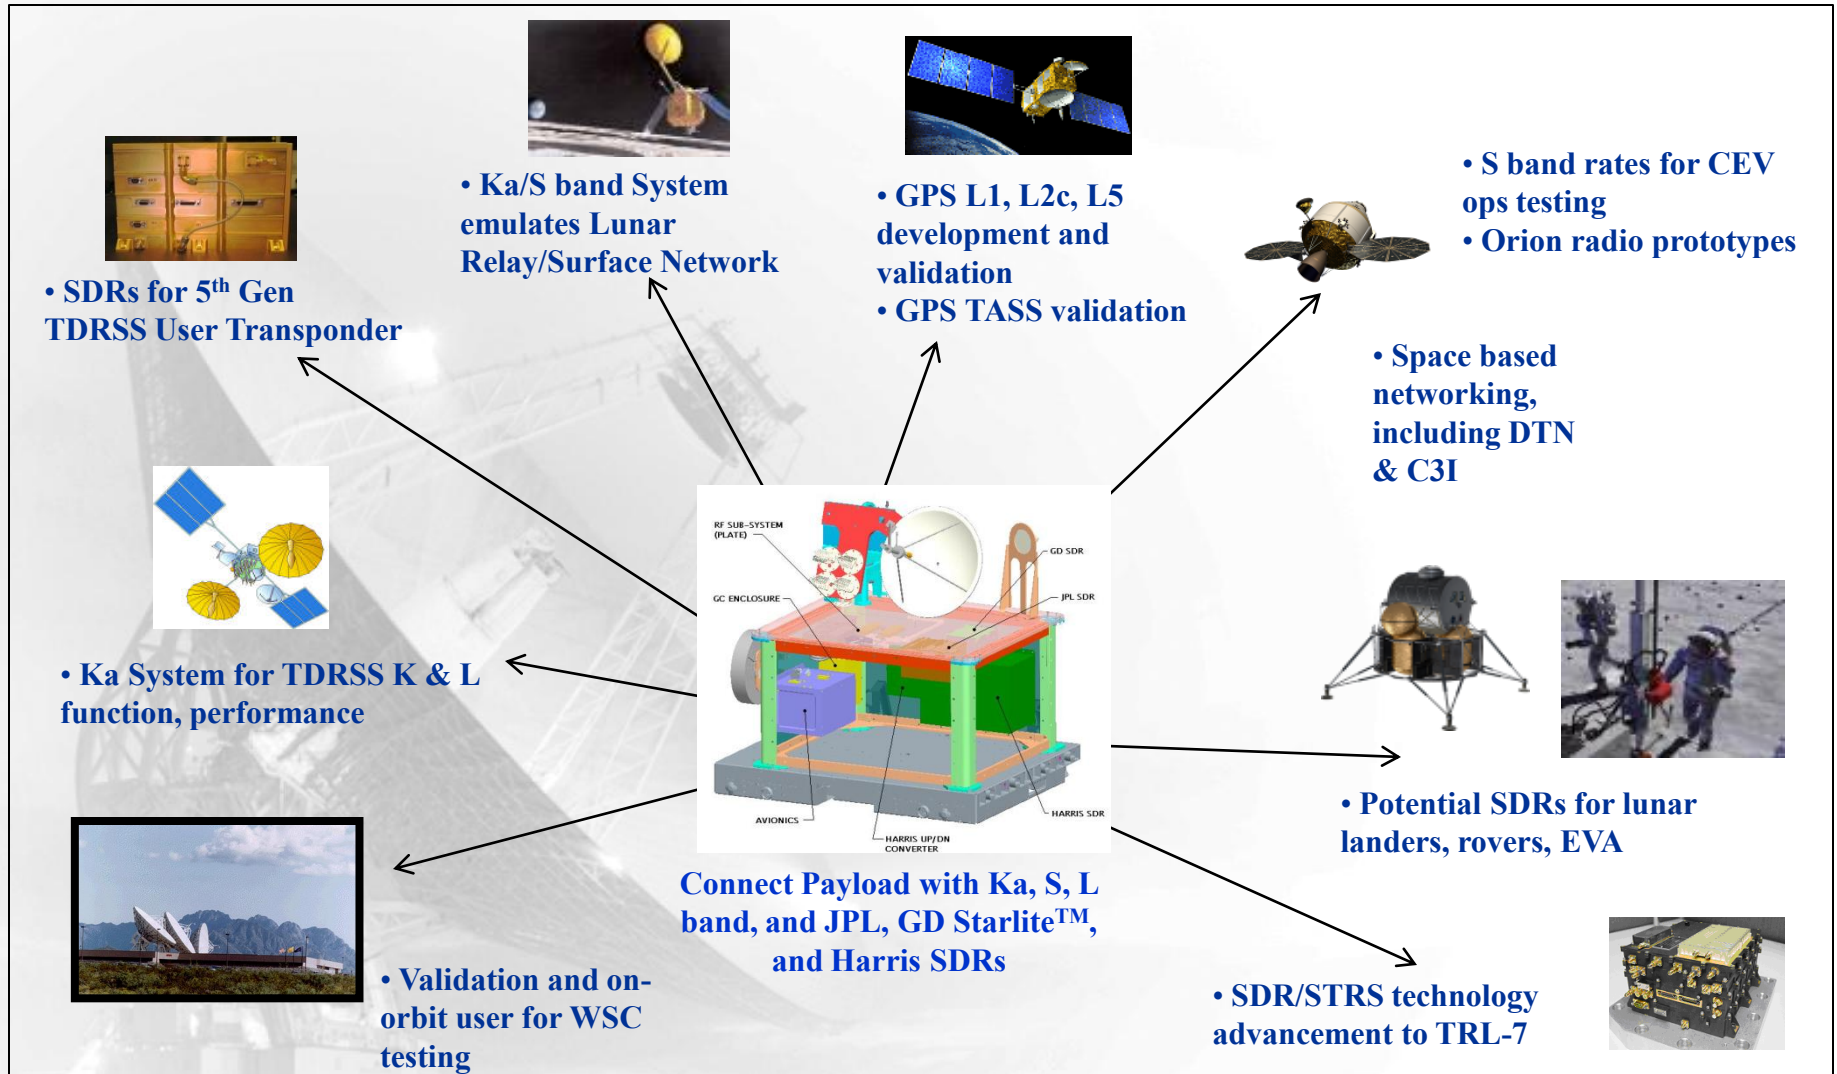 • SDRs for 5th Gen
TDRSS User Transponder
• Ka/S band System
emulates Lunar
Relay/Surface Network
• GPS L1, L2c, L5
development and
validation
• GPS TASS validation
• S band rates for CEV
ops testing
• Orion radio prototypes
• Space based
networking,
including DTN
& C3I
• Ka System for TDRSS K & L
function, performance
RF SUB-SYSTEM
(PLATE)
GC ENCLOSURE
GD SDR
JPL SDR
AVIONICS
HARRIS UP/DN
CONVERTER
HARRIS SDR
Connect Payload with Ka, S, L
band, and JPL, GD Starlite™,
and Harris SDRs
• Potential SDRs for lunar
landers, rovers, EVA
• Validation and on-
orbit user for WSC
testing
• SDR/STRS technology
advancement to TRL-7